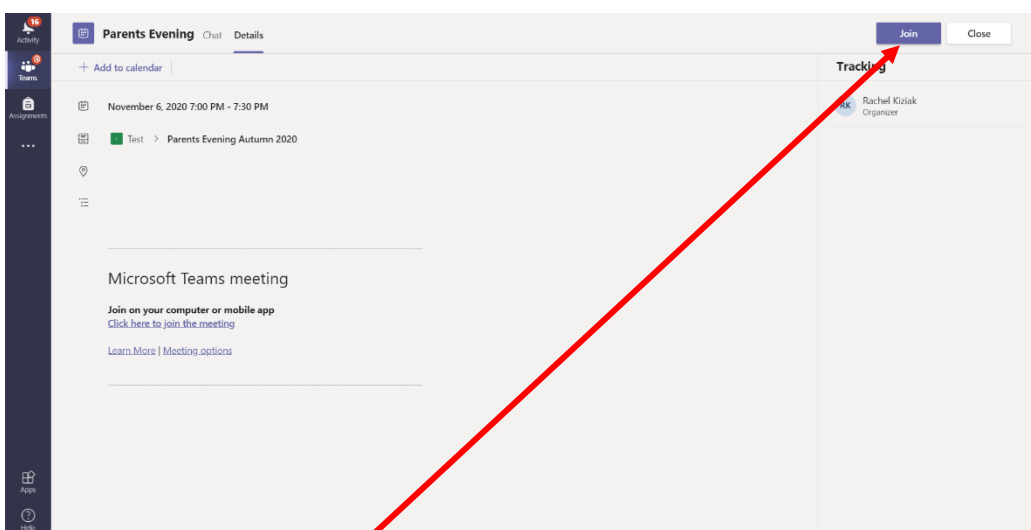 16
Activity
Parents Evening Chat Details
Join
Close
@
Teams
+ Add to calendar
Tracking
Assignments
November 6, 2020 7:00 PM - 7:30 PM
RK
Rachel Kiziak
Organizer
Test > Parents Evening Autumn 2020
...
Microsoft Teams meeting
Join on your computer or mobile app
Click here to join the meeting
Learn More | Meeting options
Apps
Help